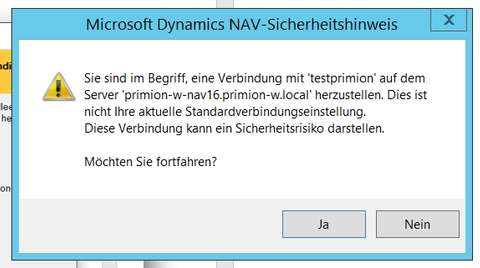 Microsoft Dynamics NAV-Sicherheitshinweis
X
Sie sind im Begriff, eine Verbindung mit 'testprimion' auf dem
Server 'primion-w-nav16.primion-w.local' herzustellen. Dies ist
nicht Ihre aktuelle Standardverbindungseinstellung.
Diese Verbindung kann ein Sicherheitsrisiko darstellen.
Möchten Sie fortfahren?
Ja
Nein